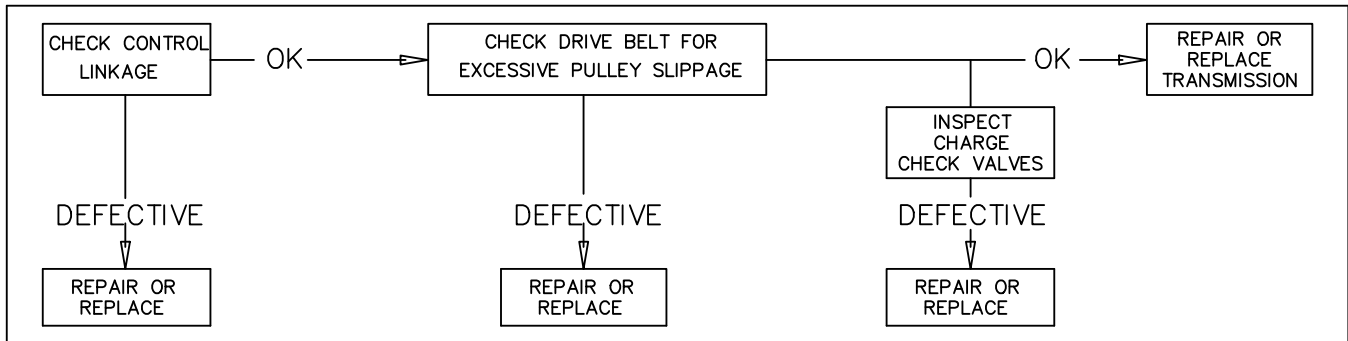 CHECK CONTROL
LINKAGE
OK
CHECK DRIVE BELT FOR
EXCESSIVE PULLEY SLIPPAGE
OK
REPAIR OR
REPLACE
TRANSMISSION
INSPECT
CHARGE
CHECK VALVES
DEFECTIVE
DEFECTIVE
DEFECTIVE
REPAIR OR
REPLACE
REPAIR OR
REPLACE
REPAIR OR
REPLACE